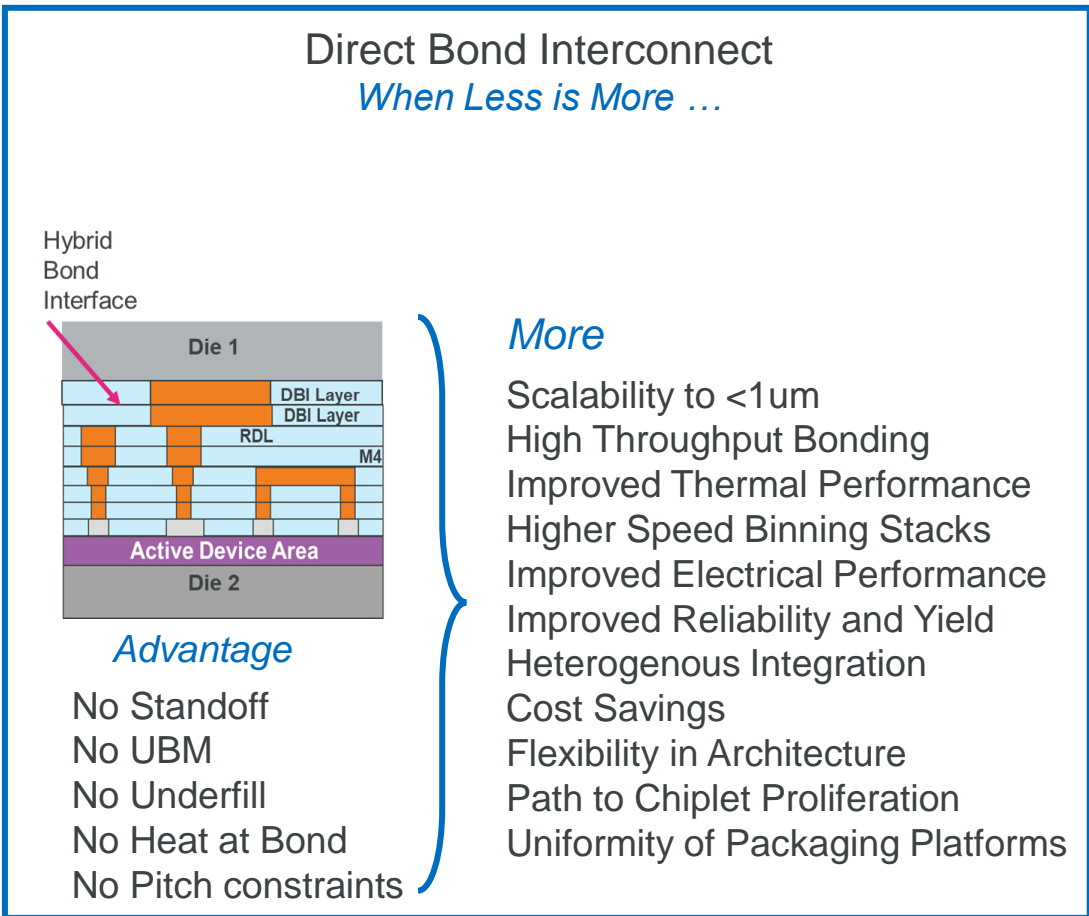 Direct Bond Interconnect
When Less is More …
Hybrid
Bond
Interface
Die 1
DBI Layer
DBI Layer
RDL
M4
Active Device Area
Die 2
Advantage
No Standoff
No UBM
No Underfill
No Heat at Bond
No Pitch constraints
More
Scalability to <1um
High Throughput Bonding
Improved Thermal Performance
Higher Speed Binning Stacks
Improved Electrical Performance
Improved Reliability and Yield
Heterogenous Integration
Cost Savings
Flexibility in Architecture
Path to Chiplet Proliferation
Uniformity of Packaging Platforms